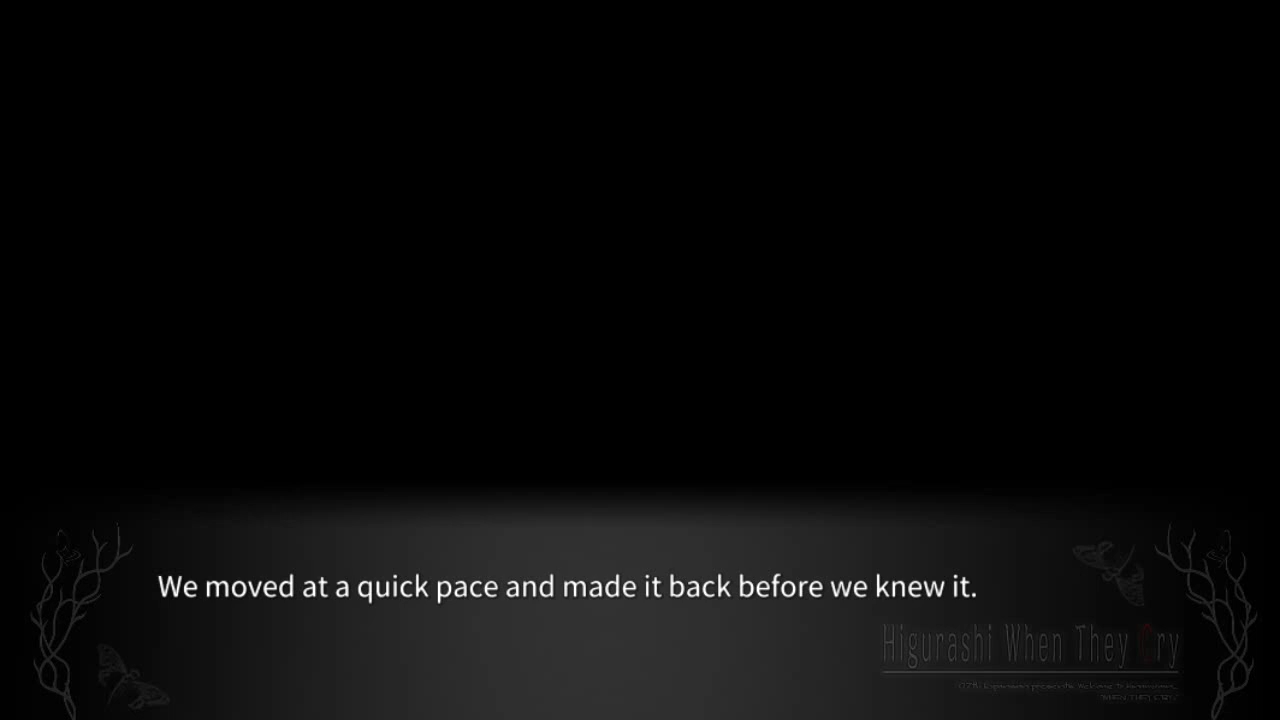 We moved at a quick pace and made it back before we knew it.
Higurashi When They Cry